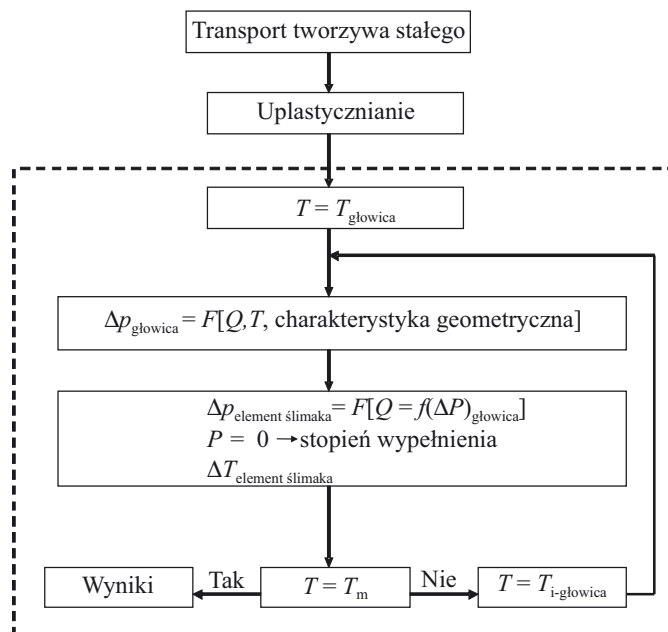 Transport tworzywa stałego
Uplastycznianie
T = Tgłowica
Δpgłowica = F[Q,T, charakterystyka geometryczna]
Δpelement ślimaka = F[Q = f(ΔP)głowica]
P = 0 → stopień wypełnienia
ΔTelement ślimaka
Wyniki Tak T = Tm Nie T = Ti-głowica